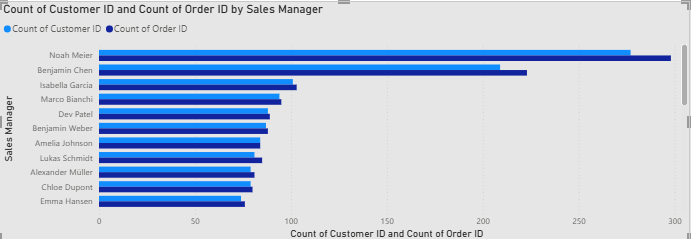 Count of Customer ID and Count of Order ID by Sales Manager
Count of Customer ID Count of Order ID
Sales Manager
Noah Meier
Benjamin Chen
Isabella Garcia
Marco Bianchi
Dev Patel
Benjamin Weber
Amelia Johnson
Lukas Schmidt
Alexander Müller
Chloe Dupont
Emma Hansen
0 50 100 150 200 250 300
Count of Customer ID and Count of Order ID